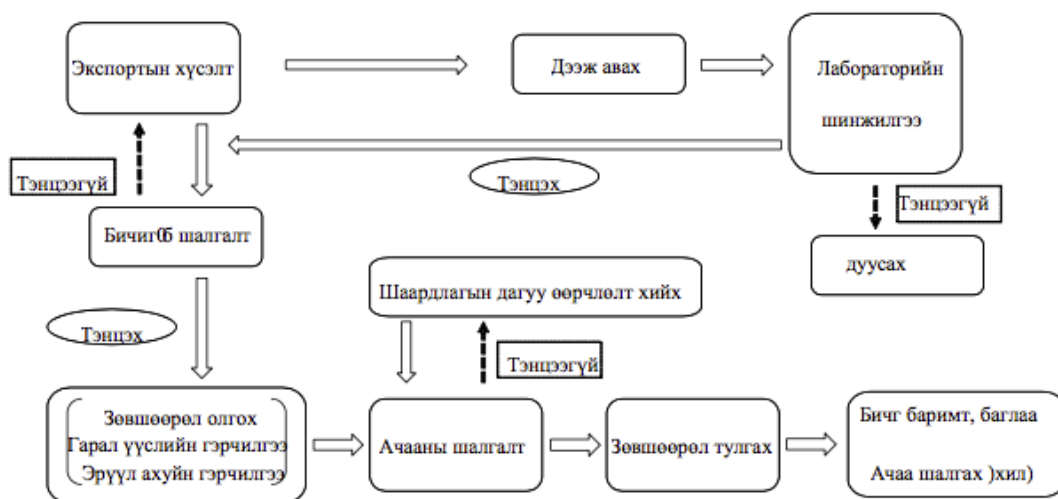 Экспортын хүсэлт
Дээж авах
Лабораторийн
шинжилгээ
Тэнцээгүй
Тэнцэх
Тэнцээгүй
Бичиг05 шалгалт
дуусах
Шаардлагын дагуу өөрчлөлт хийх
Тэнцэх
Тэнцээгүй
Зөвшөөрөл олгох
Гарал үүслийн гэрчилгээ
Эрүүл ахуйн гэрчилгээ
Ачааны шалгалт
Зөвшөөрөл тулгах
Бичг баримт, баглаа
Ачаа шалгах )хил)